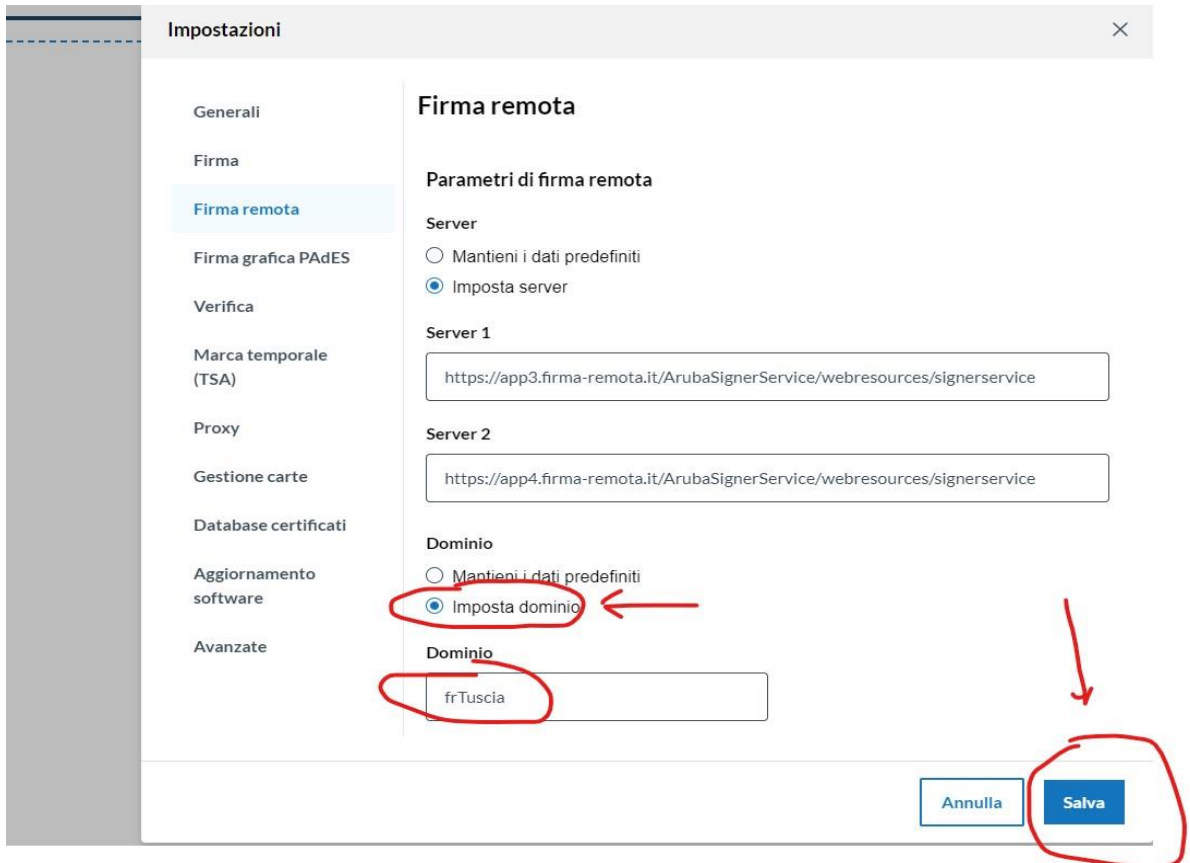 Impostazioni
Generali
Firma
Firma remota
Firma grafica PAdES
Verifica
Marca temporale
(TSA)
Proxy
Gestione carte
Database certificati
Aggiornamento
software
Avanzate
Firma remota
Parametri di firma remota
Server
Mantieni i dati predefiniti
Imposta server
Server 1
https://app3.firma-remota.it/ArubaSignerService/webresources/signerservice
Server 2
https://app4.firma-remota.it/ArubaSignerService/webresources/signerservice
Dominio
Mantieni i dati predefiniti
Imposta dominio
Dominio
frTuscia
Annulla
Salva